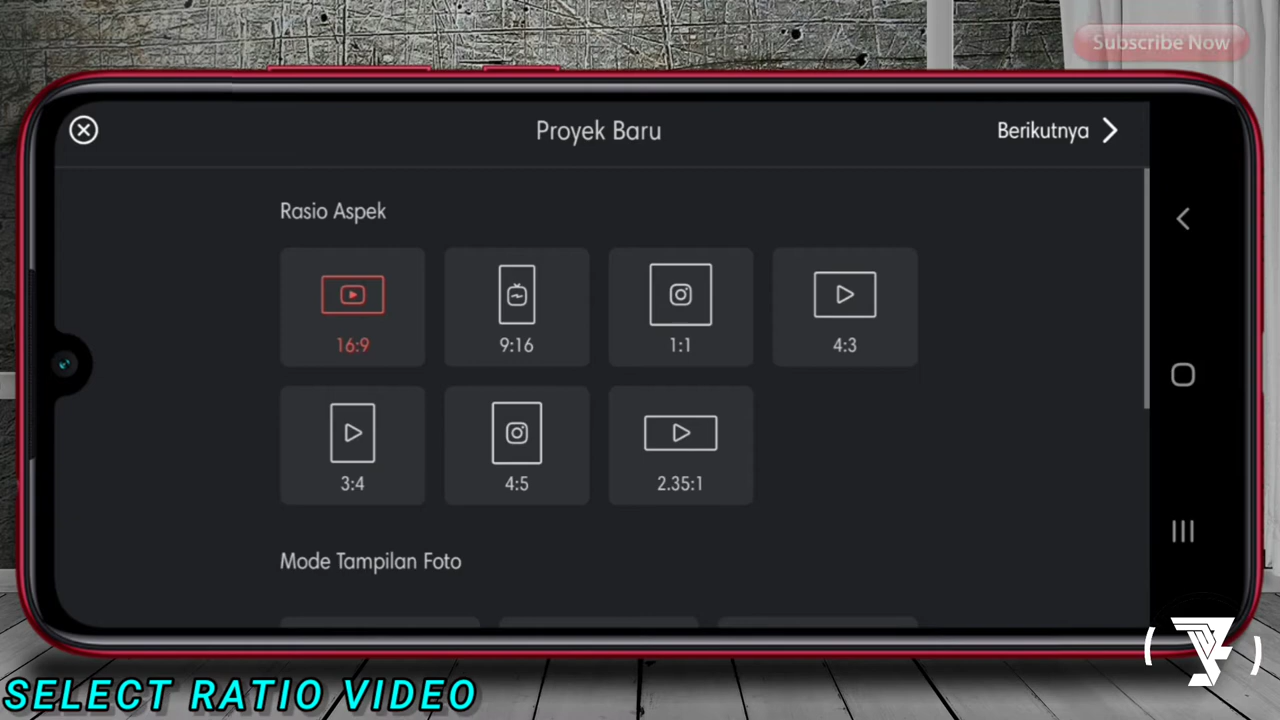 Subscribe Now
Proyek Baru
Berikutnya
Rasio Aspek
16:9
9:16
1:1
4:3
3:4
4:5
2.35:1
Mode Tampilan Foto
SELECT RATIO VIDEO